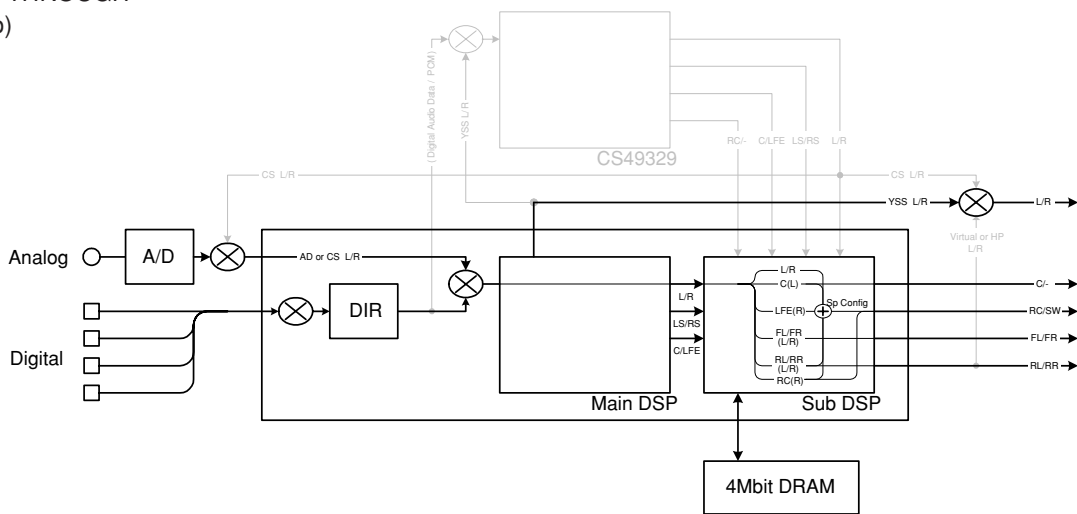 o)
( Digital Audio Data / PCM )
YSS L/R
CS49329
RC/-
C/LFE
LS/RS
L/R
CS L/R
CS L/R
YSS L/R
L/R
Analog
A/D
AD or CS L/R
Virtual or HP
L/R
DIR
Digital
L/R
LS/RS
C/LFE
L/R
C(L)
Sp Config
LFE(R)
FL/FR
(L/R)
RL/RR
(L/R)
RC(R)
C/-
RC/SW
FL/FR
RL/RR
Main DSP
Sub DSP
4Mbit DRAM